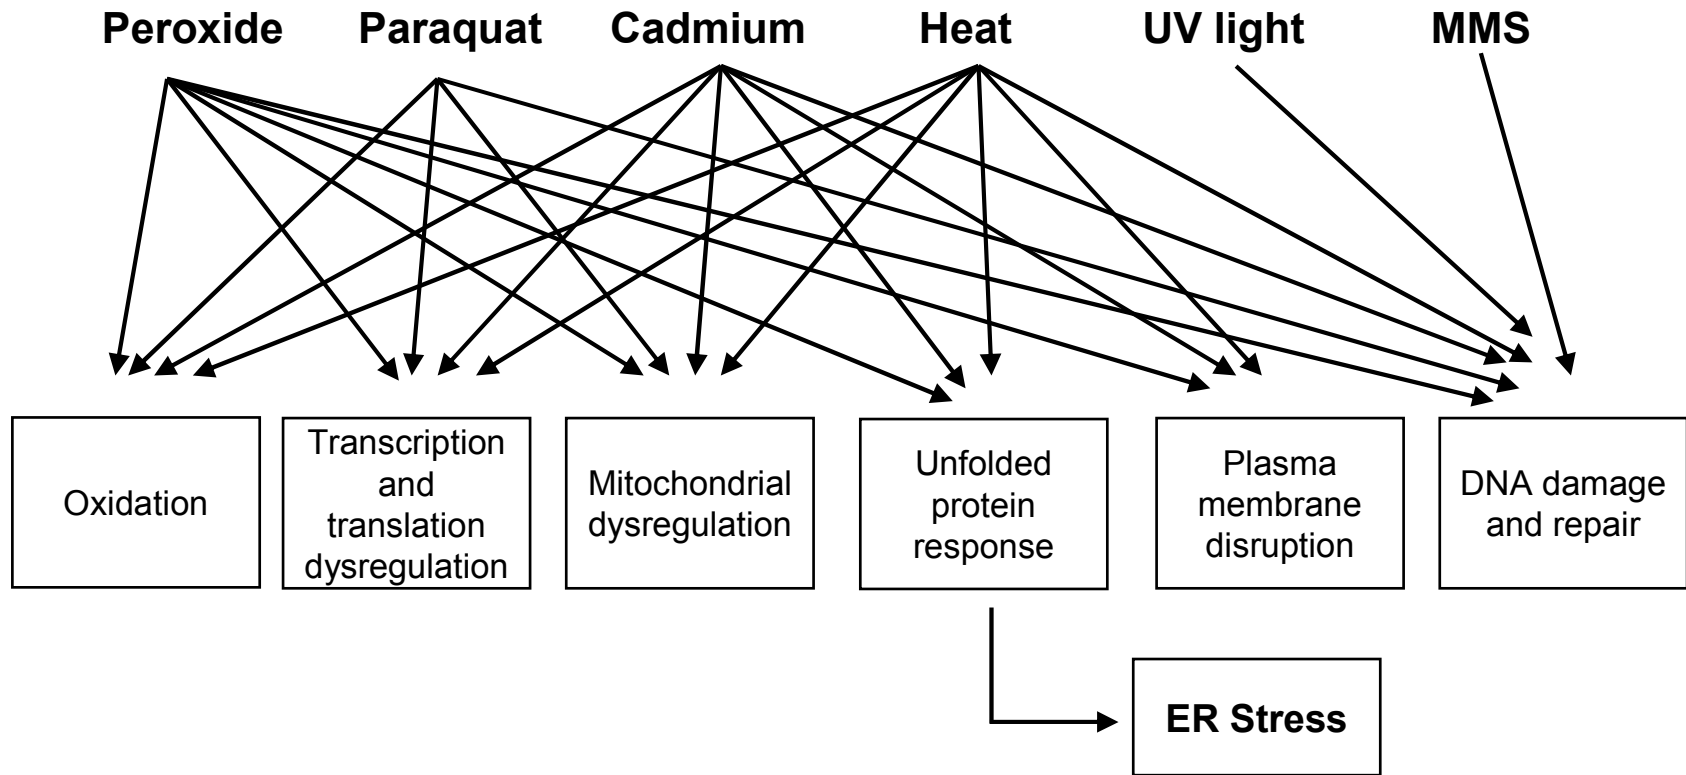 Peroxide Paraquat Cadmium Heat UV light MMS
Oxidation
Transcription
and
translation
dysregulation
Mitochondrial
dysregulation
Unfolded
protein
response
Plasma
membrane
disruption
DNA damage
and repair
ER Stress